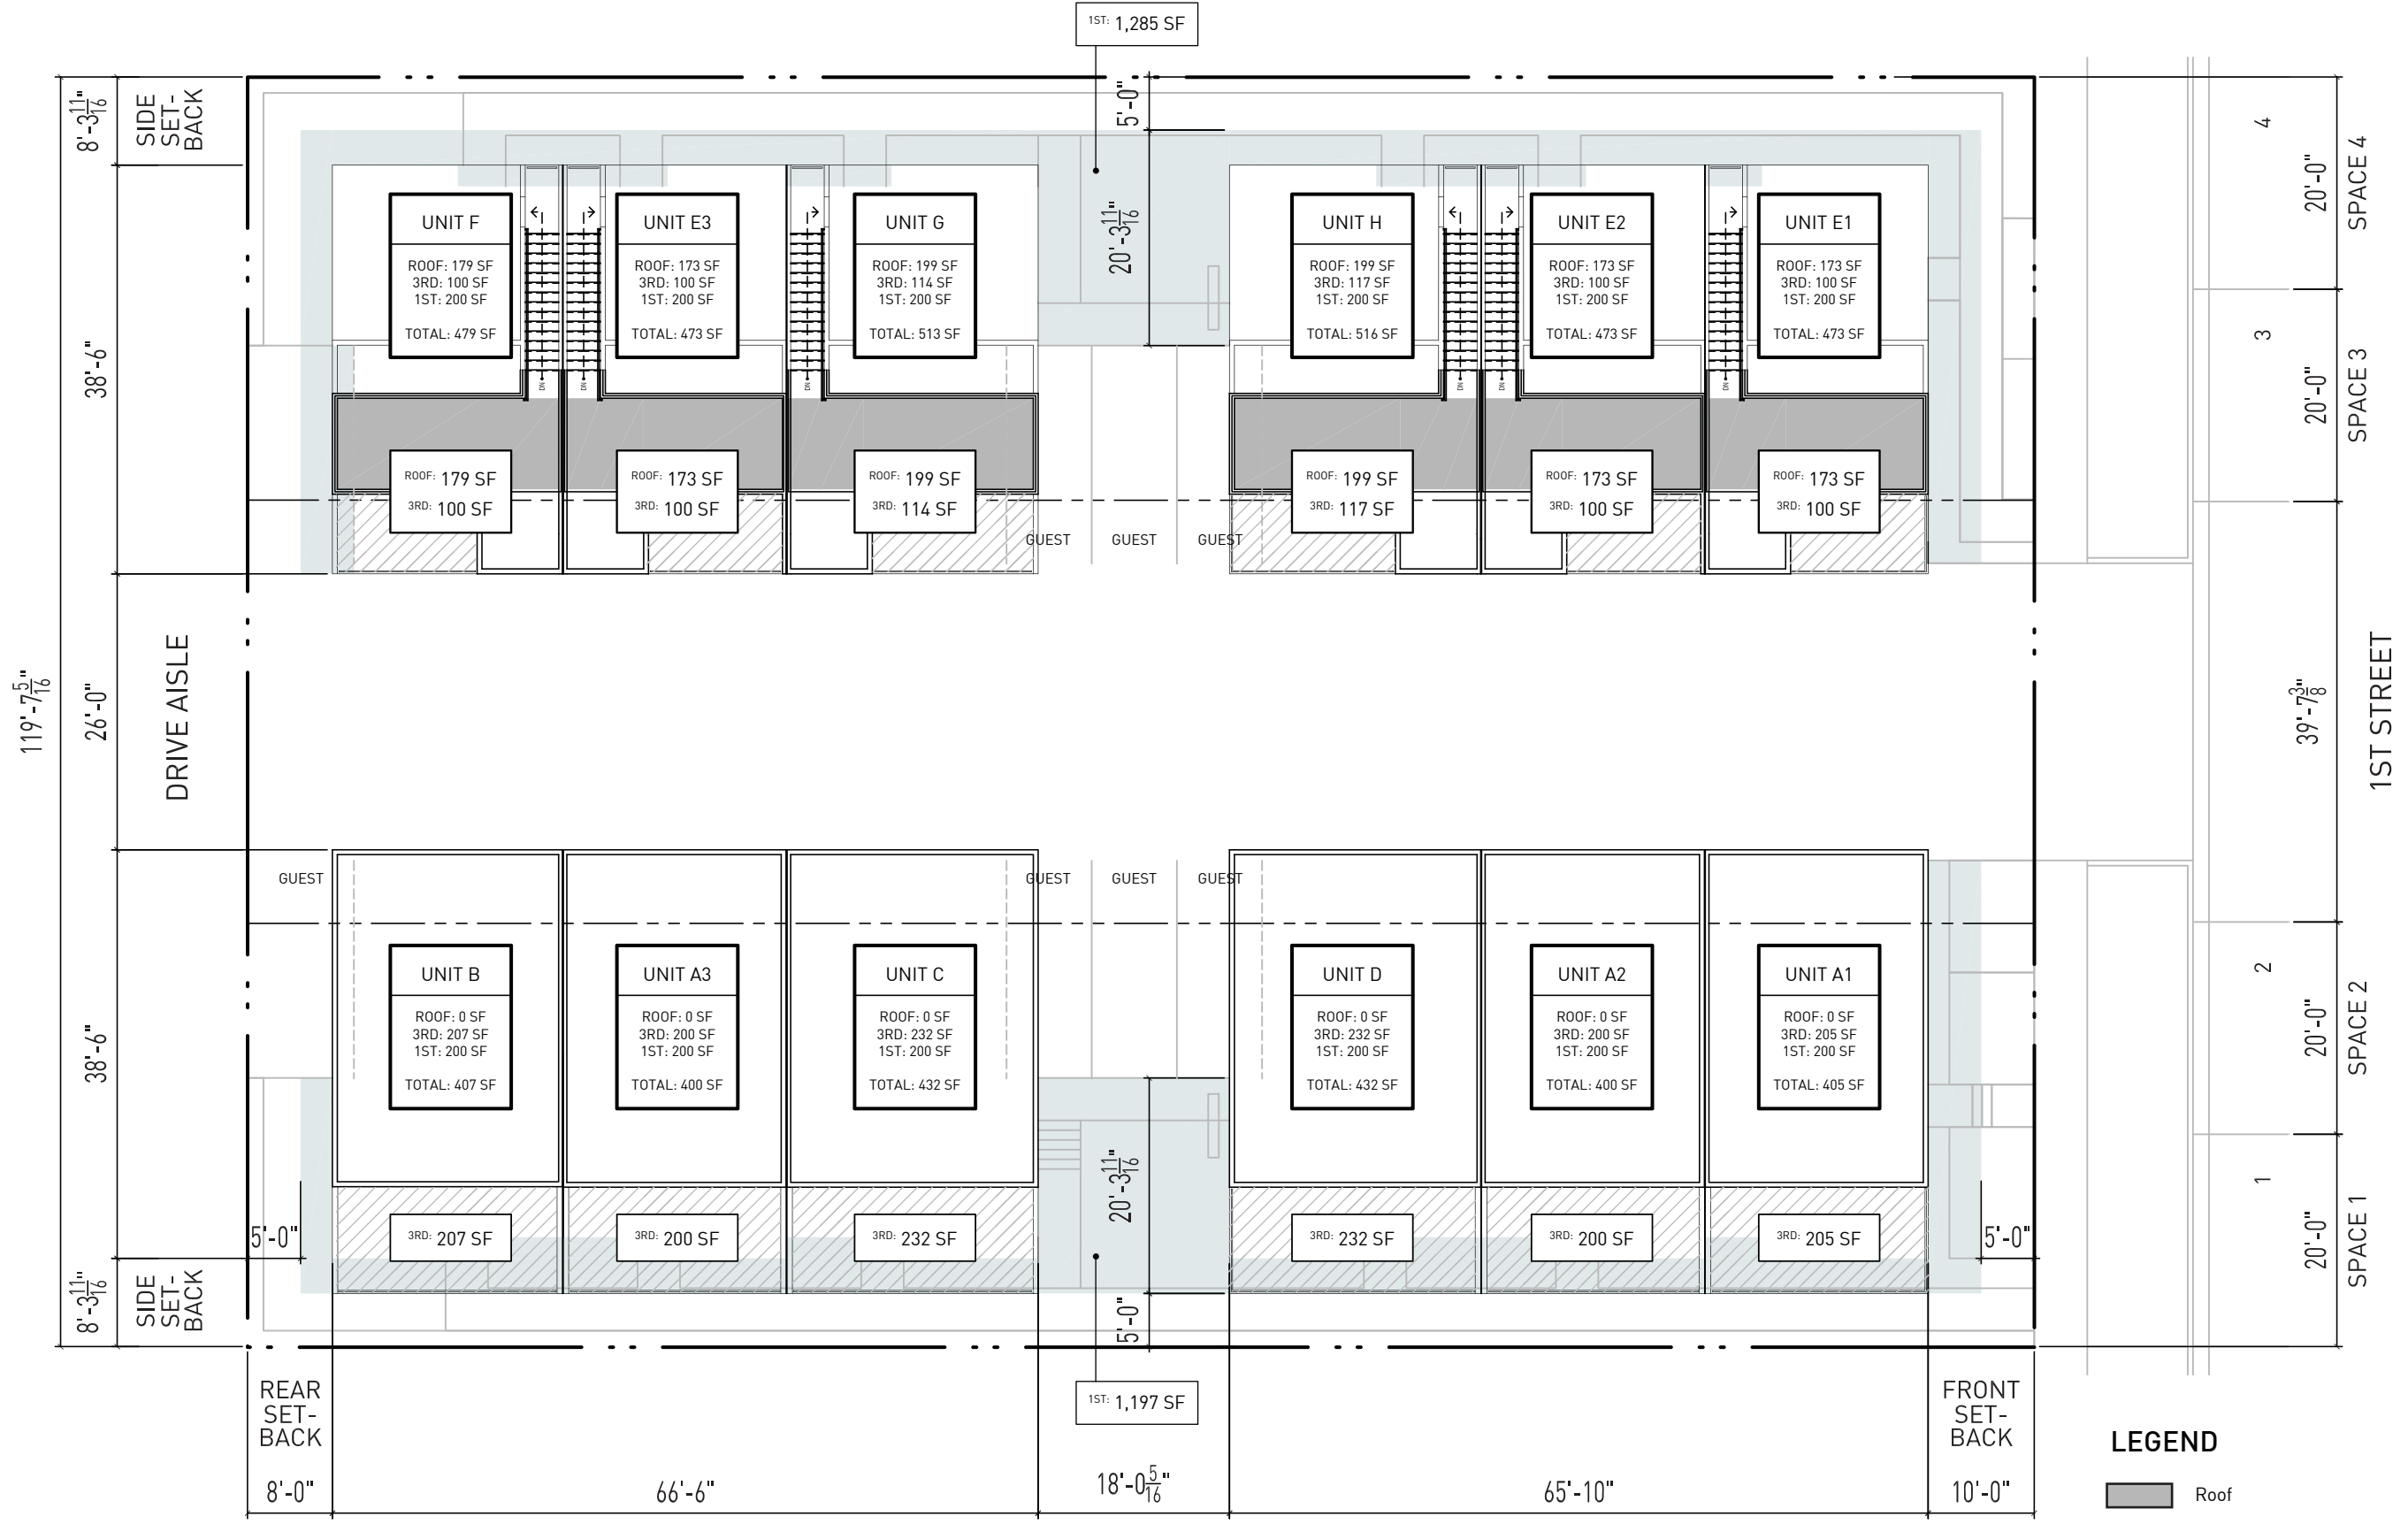 1ST: 1,285 SF
8'-3 11/16"
SIDE
SET-
BACK
5'-0"
4
20'-0"
SPACE 4
UNIT F
ROOF: 179 SF
3RD: 100 SF
1ST: 200 SF
TOTAL: 479 SF
UNIT E3
ROOF: 173 SF
3RD: 100 SF
1ST: 200 SF
TOTAL: 473 SF
UNIT G
ROOF: 199 SF
3RD: 114 SF
1ST: 200 SF
TOTAL: 513 SF
20'-3 11/16"
UNIT H
ROOF: 199 SF
3RD: 117 SF
1ST: 200 SF
TOTAL: 516 SF
UNIT E2
ROOF: 173 SF
3RD: 100 SF
1ST: 200 SF
TOTAL: 473 SF
UNIT E1
ROOF: 173 SF
3RD: 100 SF
1ST: 200 SF
TOTAL: 473 SF
38'-6"
3
20'-0"
SPACE 3
DN
DN
DN
DN
DN
DN
ROOF: 179 SF
3RD: 100 SF
ROOF: 173 SF
3RD: 100 SF
ROOF: 199 SF
3RD: 114 SF
ROOF: 199 SF
3RD: 117 SF
ROOF: 173 SF
3RD: 100 SF
ROOF: 173 SF
3RD: 100 SF
GUEST
GUEST
GUEST
119'-7 5/16"
26'-0"
DRIVE AISLE
39'-7 3/8"
1ST STREET
GUEST
GUEST
GUEST
GUEST
UNIT B
ROOF: 0 SF
3RD: 207 SF
1ST: 200 SF
TOTAL: 407 SF
UNIT A3
ROOF: 0 SF
3RD: 200 SF
1ST: 200 SF
TOTAL: 400 SF
UNIT C
ROOF: 0 SF
3RD: 232 SF
1ST: 200 SF
TOTAL: 432 SF
UNIT D
ROOF: 0 SF
3RD: 232 SF
1ST: 200 SF
TOTAL: 432 SF
UNIT A2
ROOF: 0 SF
3RD: 200 SF
1ST: 200 SF
TOTAL: 400 SF
UNIT A1
ROOF: 0 SF
3RD: 205 SF
1ST: 200 SF
TOTAL: 405 SF
38'-6"
2
20'-0"
SPACE 2
20'-3 11/16"
1
20'-0"
SPACE 1
5'-0"
3RD: 207 SF
3RD: 200 SF
3RD: 232 SF
3RD: 232 SF
3RD: 200 SF
3RD: 205 SF
5'-0"
8'-3 11/16"
SIDE
SET-
BACK
5'-0"
REAR
SET-
BACK
1ST: 1,197 SF
FRONT
SET-
BACK
8'-0"
66'-6"
18'-0 5/16"
65'-10"
10'-0"
LEGEND
Roof